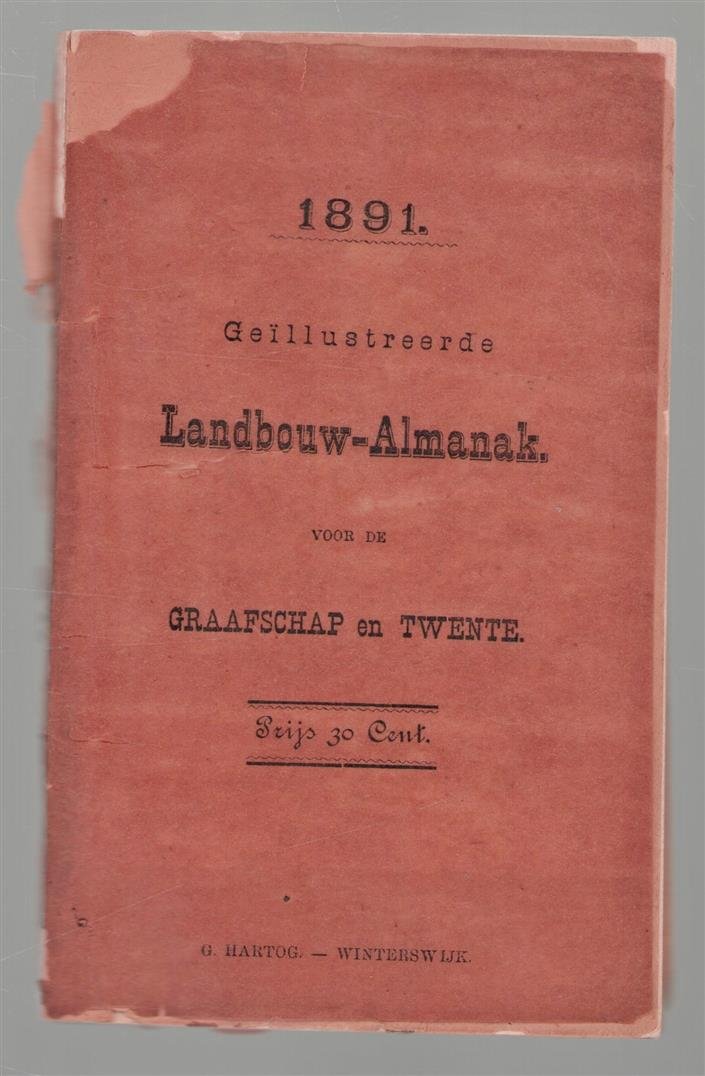 1891.
Geïllustreerde
Landbouw-Almanak.
VOOR DE
GRAAFSCHAP en TWENTE.
Prijs 30 Cent.
G. HARTOG. — WINTERSWIJK.